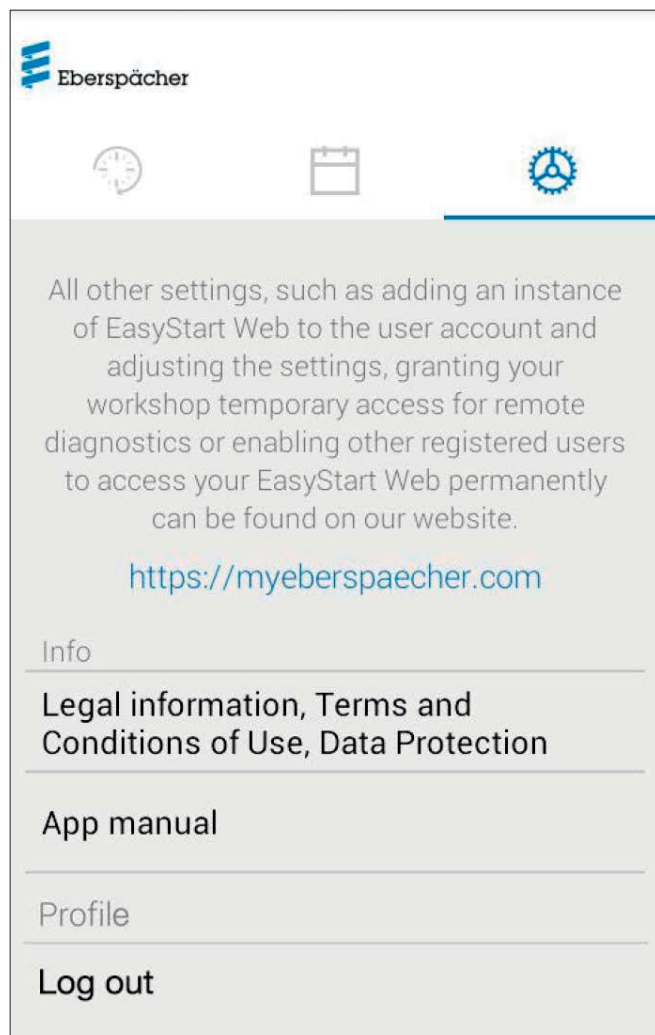 Eberspächer
All other settings, such as adding an instance
of EasyStart Web to the user account and
adjusting the settings, granting your
workshop temporary access for remote
diagnostics or enabling other registered users
to access your EasyStart Web permanently
can be found on our website.
https://myeberspaecher.com
Info
Legal information, Terms and
Conditions of Use, Data Protection
App manual
Profile
Log out